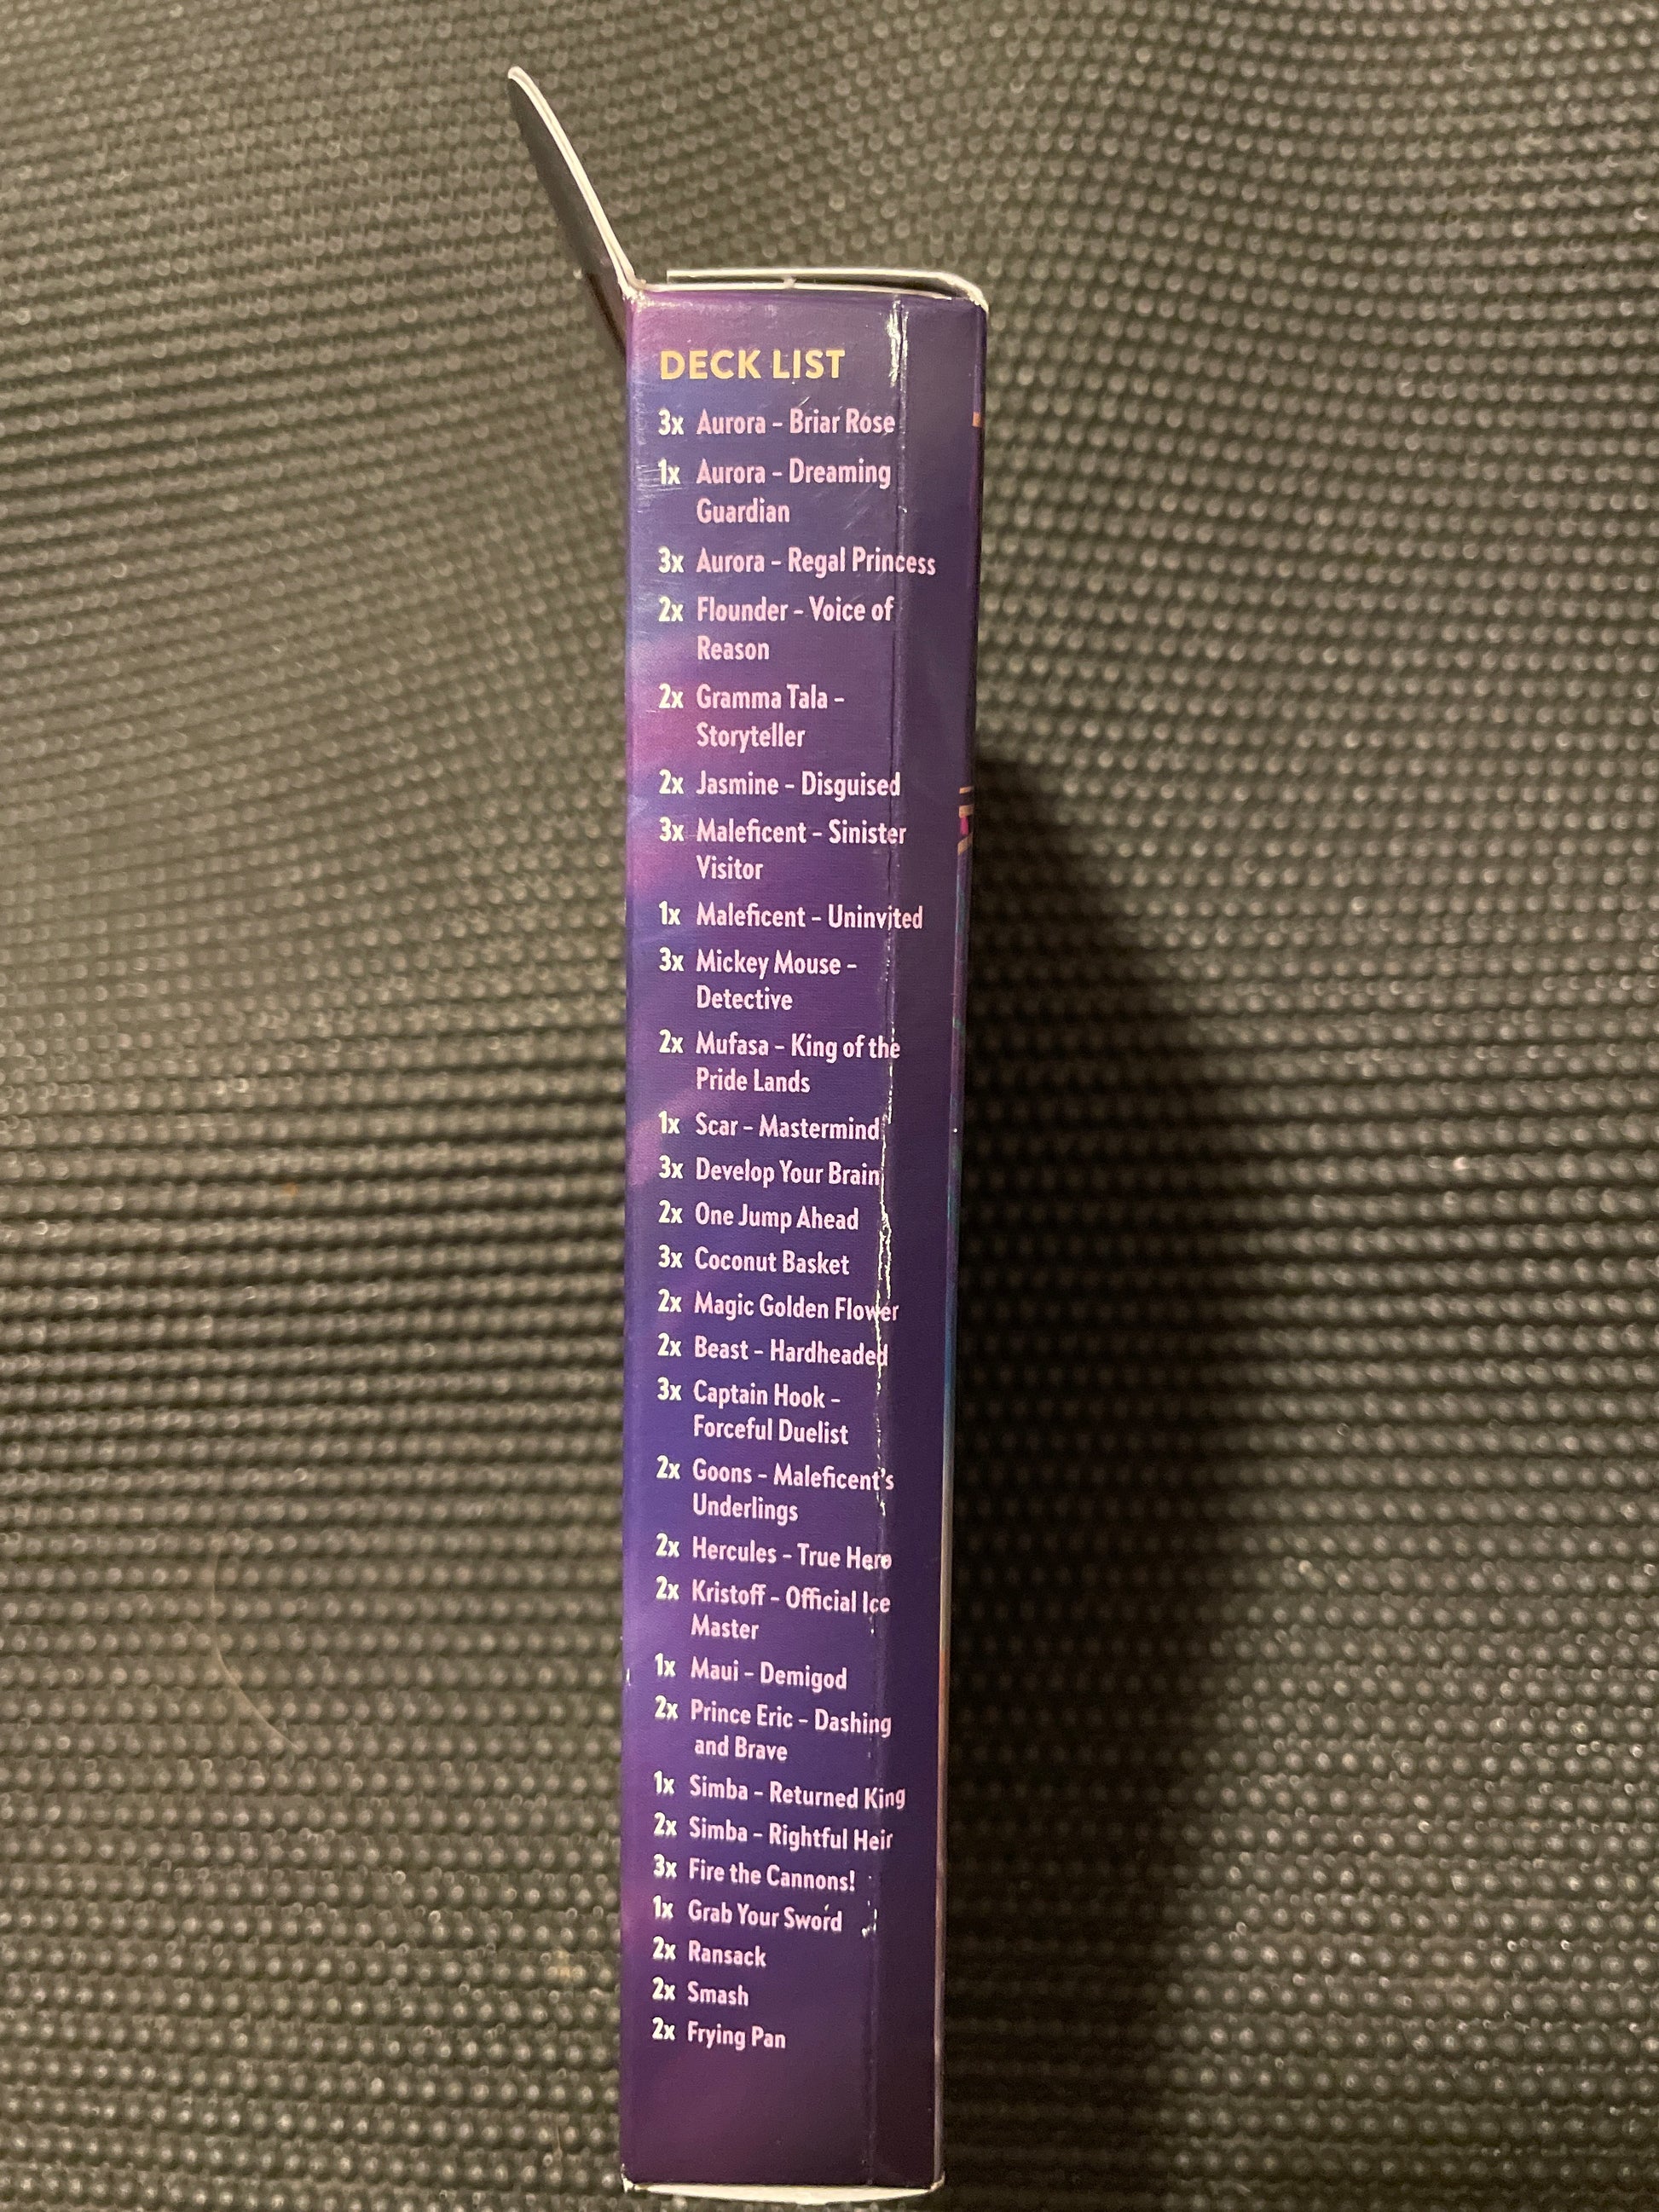 DECK LIST
3x Aurora – Briar Rose
1x Aurora – Dreaming
Guardian
3x Aurora – Regal Princess
2x Flounder – Voice of
Reason
2x Gramma Tala –
Storyteller
2x Jasmine – Disguised
3x Maleficent – Sinister
Visitor
1x Maleficent – Uninvited
3x Mickey Mouse –
Detective
2x Mufasa – King of the
Pride Lands
1x Scar – Mastermind
3x Develop Your Brain
2x One Jump Ahead
3x Coconut Basket
2x Magic Golden Flower
2x Beast – Hardheaded
3x Captain Hook –
Forceful Duelist
2x Goons – Maleficent's
Underlings
2x Hercules – True Hero
2x Kristoff – Official Ice
Master
1x Maui – Demigod
2x Prince Eric – Dashing
and Brave
1x Simba – Returned King
2x Simba – Rightful Heir
3x Fire the Cannons!
1x Grab Your Sword
2x Ransack
2x Smash
2x Frying Pan